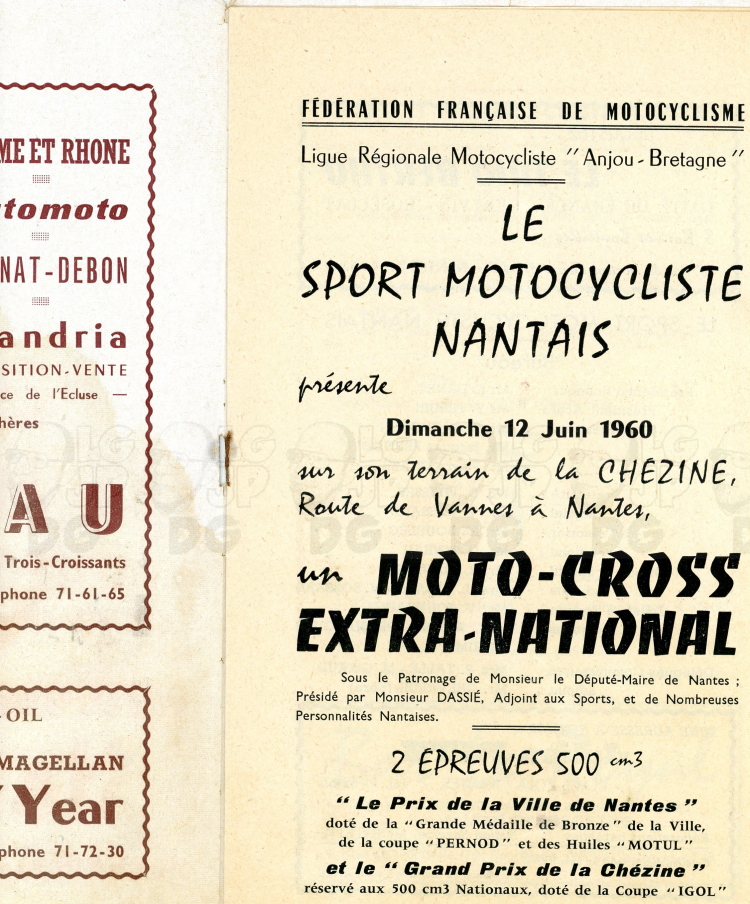 ME ET RHONE
tomoto
NAT-DEBON
andria
SITION-VENTE
ce de l'Ecluse —
hères
AU
Trois-Croissants
phone 71-61-65
OIL
MAGELLAN
Year
phone 71-72-30
FÉDÉRATION FRANÇAISE DE MOTOCYCLISME
Ligue Régionale Motocycliste "Anjou-Bretagne"
LE
SPORT MOTOCYCLISTE
NANTAIS
présente
Dimanche 12 Juin 1960
sur son terrain de la CHÉZINE,
Route de Vannes à Nantes,
un MOTO-CROSS
EXTRA-NATIONAL
Sous le Patronage de Monsieur le Député-Maire de Nantes ;
Présidé par Monsieur DASSIÉ, Adjoint aux Sports, et de Nombreuses
Personnalités Nantaises.
2 ÉPREUVES 500 cm3
" Le Prix de la Ville de Nantes "
doté de la "Grande Médaille de Bronze" de la Ville,
de la coupe "PERNOD" et des Huiles "MOTUL"
et le " Grand Prix de la Chézine "
réservé aux 500 cm3 Nationaux, doté de la Coupe "IGOL"
LG
JP
DG